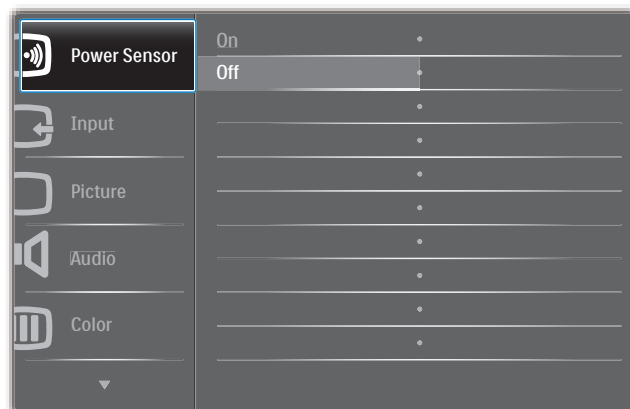 Power Sensor
On
Off
Input
Picture
Audio
Color